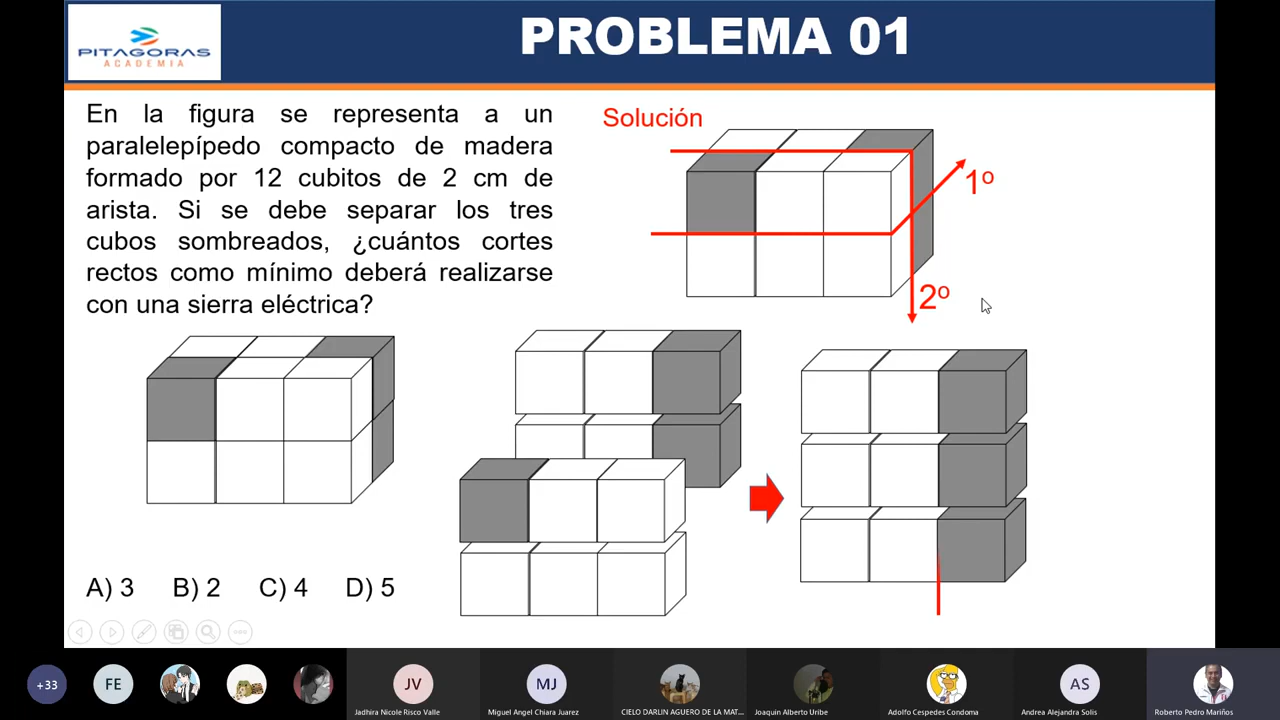 PITAGORAS
ACADEMIA
PROBLEMA 01
En la figura se representa a un
paralelepípedo compacto de madera
formado por 12 cubitos de 2 cm de
arista. Si se debe separar los tres
cubos sombreados, ¿cuántos cortes
rectos como mínimo deberá realizarse
con una sierra eléctrica?
Solución
1º
2º
A) 3 B) 2 C) 4 D) 5
+33
FE
JV
MJ
AS
Jadhira Nicole Risco Valle
Miguel Angel Chiara Juarez
CIELO DARLIN AGUERO DE LA MAT...
Joaquin Alberto Uribe
Adolfo Cespedes Condoma
Andrea Alejandra Solis
Roberto Pedro Mariños